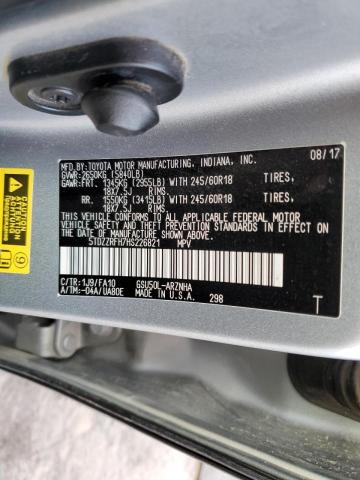 MFD. BY: TOYOTA MOTOR MANUFACTURING, INDIANA, INC. 08/17
GVWR: 2650KG (5840LB)
GAWR: FRT. 1345KG (2955LB) WITH 245/60R18 TIRES,
18X7.5J RIMS,
RR. 1550KG (3415LB) WITH 245/60R18 TIRES,
18X7.5J RIMS
THIS VEHICLE CONFORMS TO ALL APPLICABLE FEDERAL MOTOR
VEHICLE SAFETY AND THEFT PREVENTION STANDARDS IN EFFECT
ON THE DATE OF MANUFACTURE SHOWN ABOVE.
5TDZZRFH7HS226821 MPV
C/TR: 1J9/FA10 GSU50L-ARZNHA
A/TM: -04A/UA80E MADE IN U.S.A. 298
T